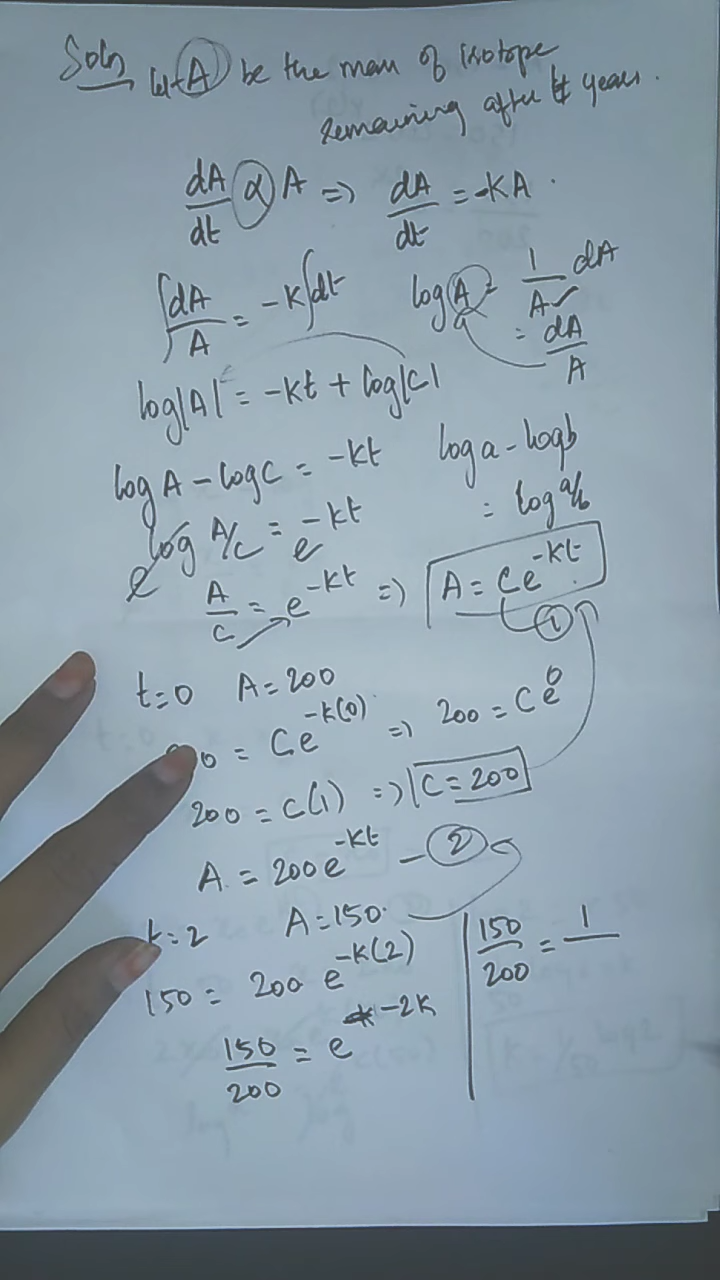 Soln let A be the mass of isotope
remaining after t years.
dA/dt ∝ A => dA/dt = -KA.
∫dA/A = -K∫dt
log A = 1/A dA
= dA/A
log|A| = -Kt + log|C|
log A - log C = -Kt
log a - log b
= log a/b
e^log A/C = e^-Kt
A/C = e^-Kt => A = Ce^-Kt
1
t=0 A=200
0 = Ce^-K(0) => 200 = Ce^0
200 = C(1) => C=200
A = 200e^-Kt - 2
t=2 A=150
150 = 200 e^-K(2)
150/200 = e^-2K
150/200 = 1/